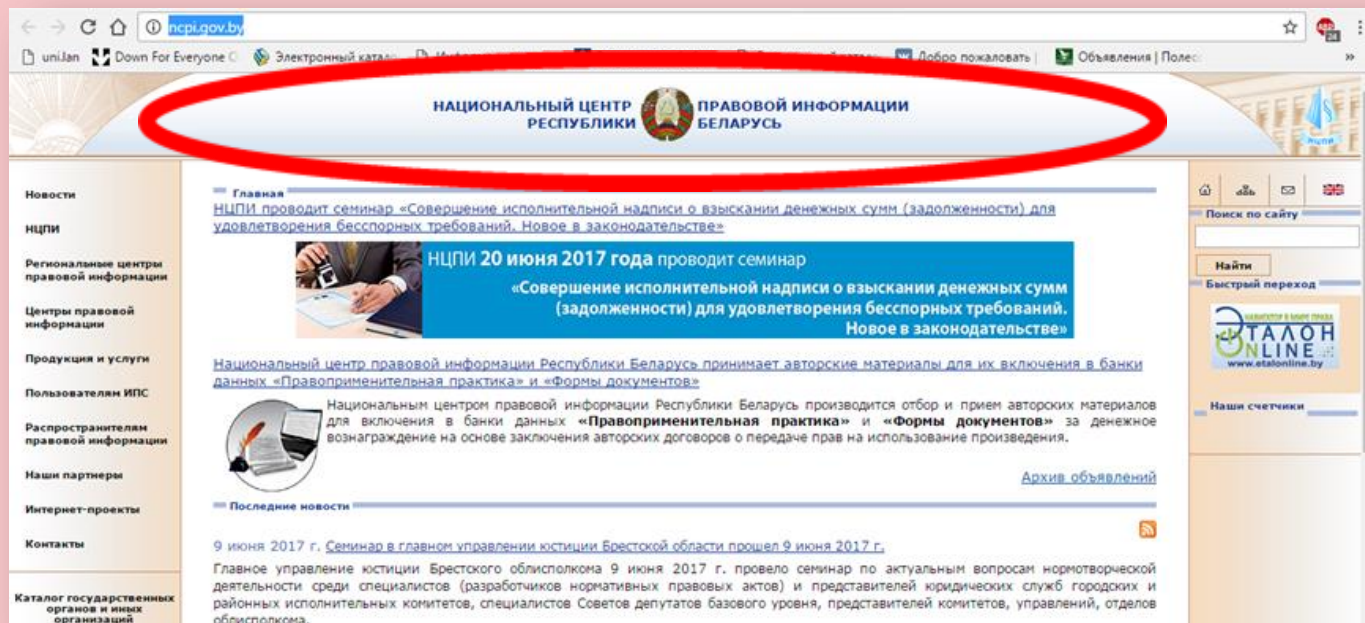 ncpi.gov.by
uni.lan Down For Everyone O Электронный катало
Добро пожаловать |
Объявления | Полес
НАЦИОНАЛЬНЫЙ ЦЕНТР ПРАВОВОЙ ИНФОРМАЦИИ
РЕСПУБЛИКИ БЕЛАРУСЬ
НЦПИ
Новости
НЦПИ
Региональные центры
правовой информации
Центры правовой
информации
Продукция и услуги
Пользователям ИПС
Распространителям
правовой информации
Наши партнеры
Интернет-проекты
Контакты
Каталог государственных
органов и иных
организаций
Главная
НЦПИ проводит семинар «Совершение исполнительной надписи о взыскании денежных сумм (задолженности) для
удовлетворения бесспорных требований. Новое в законодательстве»
НЦПИ 20 июня 2017 года проводит семинар
«Совершение исполнительной надписи о взыскании денежных сумм
(задолженности) для удовлетворения бесспорных требований.
Новое в законодательстве»
Национальный центр правовой информации Республики Беларусь принимает авторские материалы для их включения в банки
данных «Правоприменительная практика» и «Формы документов»
Национальным центром правовой информации Республики Беларусь производится отбор и прием авторских материалов
для включения в банки данных «Правоприменительная практика» и «Формы документов» за денежное
вознаграждение на основе заключения авторских договоров о передаче прав на использование произведения.
Архив объявлений
Последние новости
9 июня 2017 г. Семинар в главном управлении юстиции Брестской области прошел 9 июня 2017 г.
Главное управление юстиции Брестского облисполкома 9 июня 2017 г. провело семинар по актуальным вопросам нормотворческой
деятельности среди специалистов (разработчиков нормативных правовых актов) и представителей юридических служб городских и
районных исполнительных комитетов, специалистов Советов депутатов базового уровня, представителей комитетов, управлений, отделов
облисполкома.
Поиск по сайту
Найти
Быстрый переход
НАВИГАТОР В МИРЕ ПРАВА
ЭТАЛОН
ONLINE
www.etalonline.by
Наши счетчики